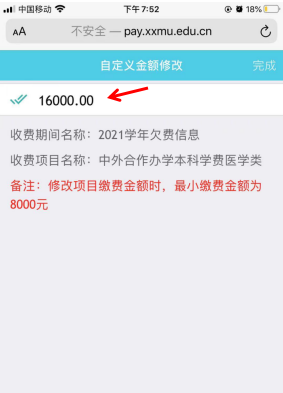 中国移动 下午7:52 18%
AA 不安全 — pay.xxmu.edu.cn
自定义金额修改 完成
16000.00
收费期间名称：2021学年欠费信息
收费项目名称：中外合作办学本科学费医学类
备注：修改项目缴费金额时，最小缴费金额为
8000元